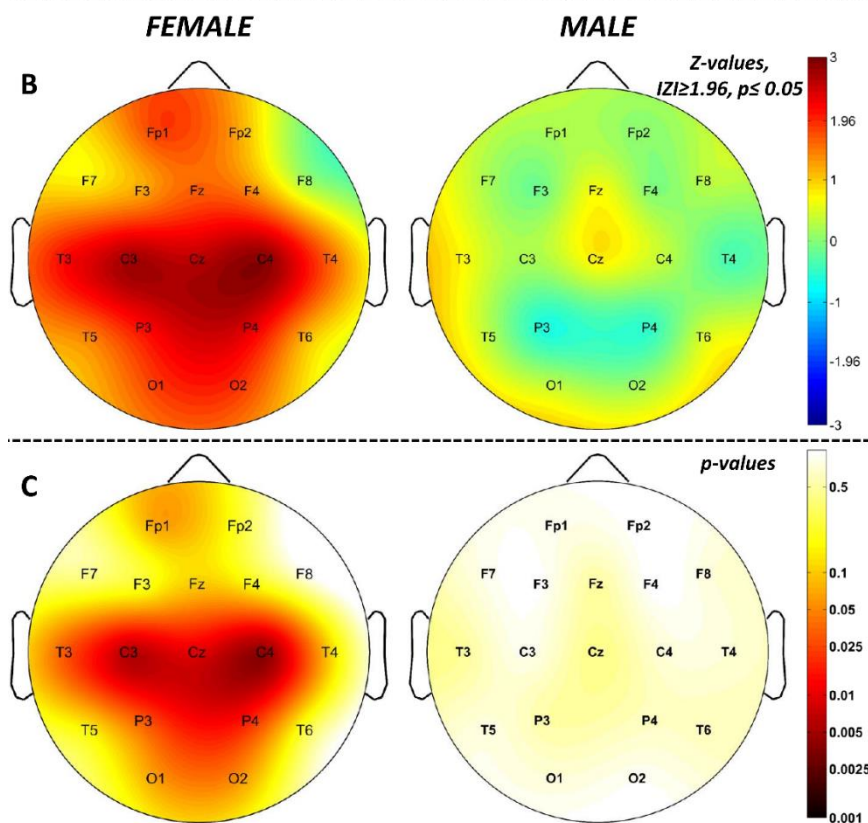 FEMALE MALE
B
Z-values,
IZI≥1.96, p≤ 0.05
Fp1 Fp2
F7 F3 Fz F4 F8
T3 C3 Cz C4 T4
T5 P3 P4 T6
O1 O2
Fp1 Fp2
F7 F3 Fz F4 F8
T3 C3 Cz C4 T4
T5 P3 P4 T6
O1 O2
3
1.96
1
0
-1
-1.96
-3
C
p-values
Fp1 Fp2
F7 F3 Fz F4 F8
T3 C3 Cz C4 T4
T5 P3 P4 T6
O1 O2
Fp1 Fp2
F7 F3 Fz F4 F8
T3 C3 Cz C4 T4
T5 P3 P4 T6
O1 O2
0.5
0.1
0.05
0.025
0.01
0.005
0.0025
0.001